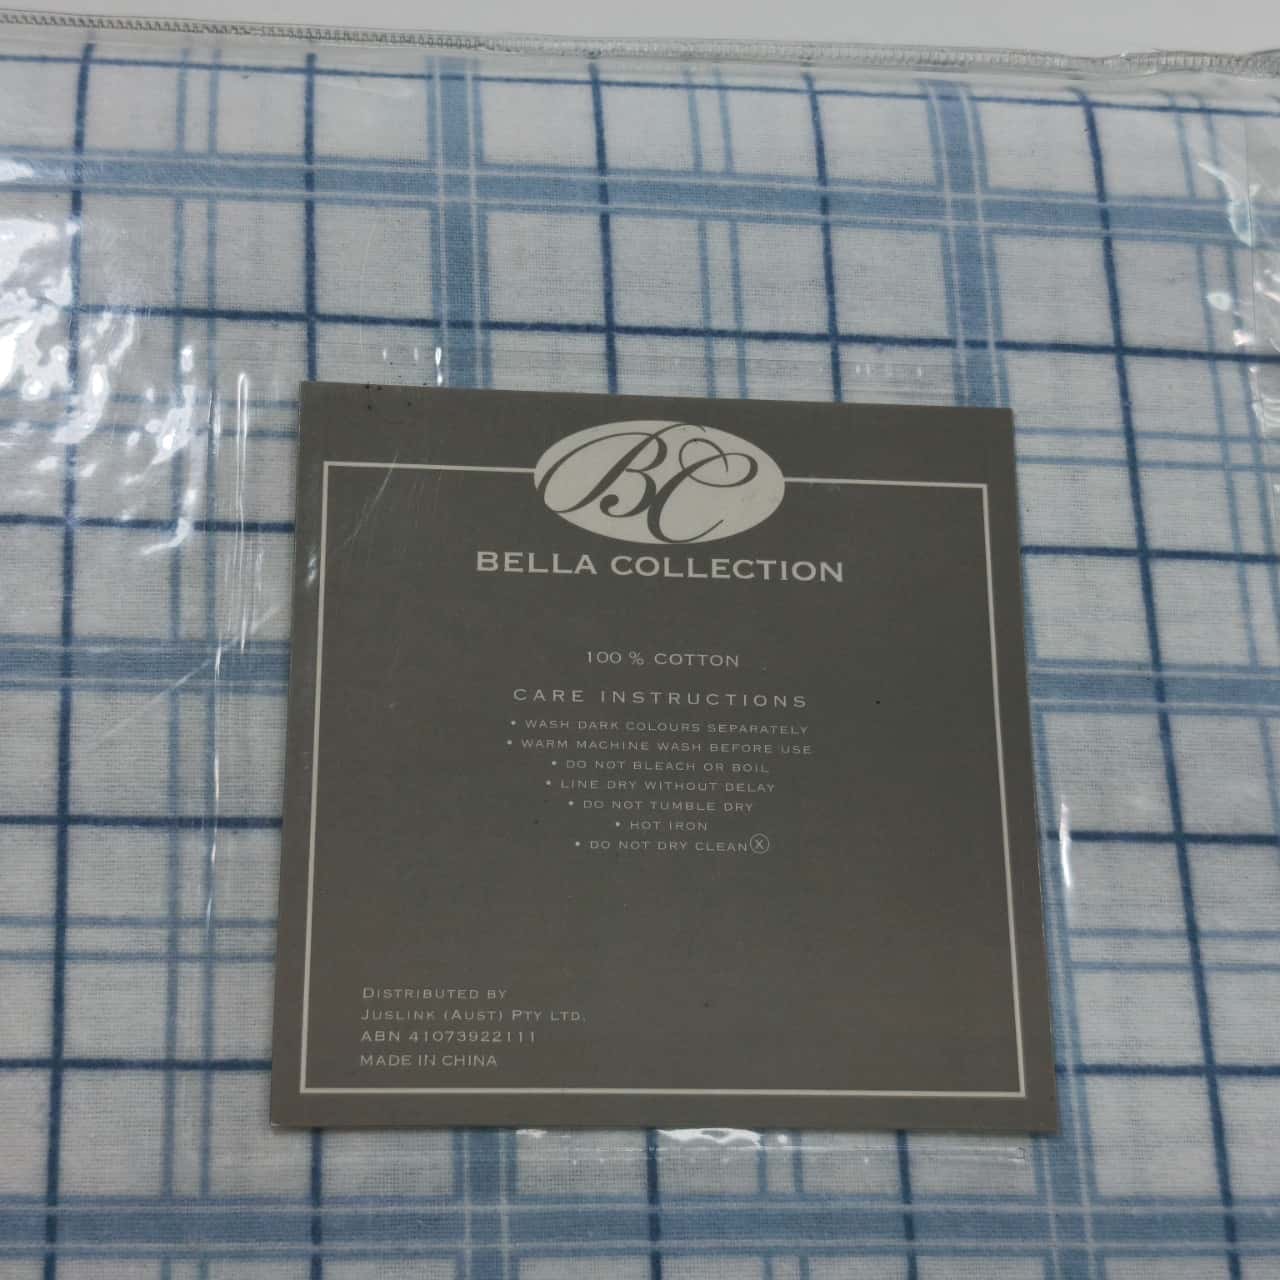 BC
BELLA COLLECTION
100 % COTTON
CARE INSTRUCTIONS
• WASH DARK COLOURS SEPARATELY
• WARM MACHINE WASH BEFORE USE
• DO NOT BLEACH OR BOIL
• LINE DRY WITHOUT DELAY
• DO NOT TUMBLE DRY
• HOT IRON
• DO NOT DRY CLEAN Ⓧ
DISTRIBUTED BY
JUSLINK (AUST) PTY LTD.
ABN 41073922111
MADE IN CHINA